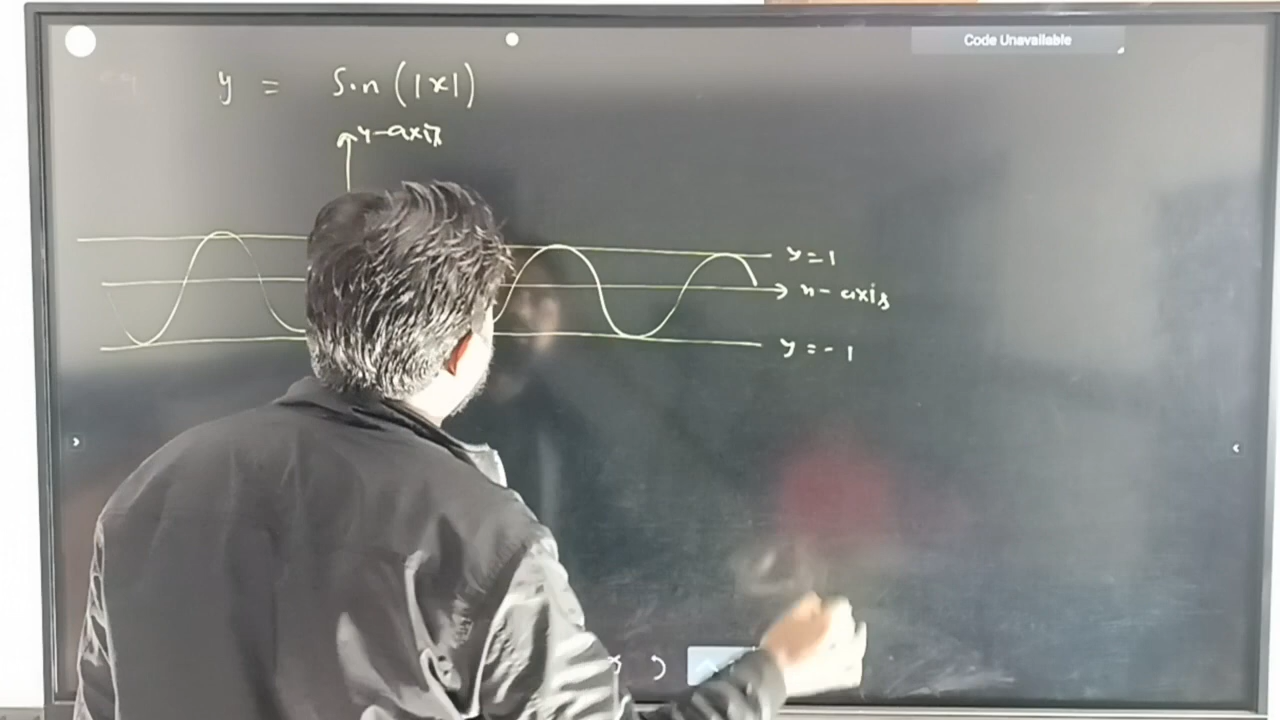 Code Unavailable
y = Sin (|x|)
y-axis
y = 1
x - axis
y = - 1